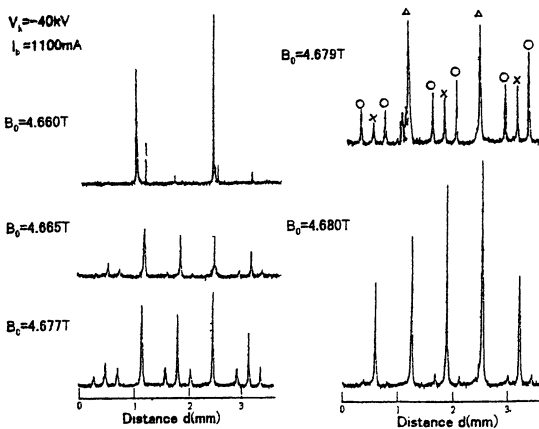 V_k=-40kV
I_b=1100mA
B_0=4.660T
B_0=4.665T
B_0=4.677T
0 1 2 3
Distance d(mm)
B_0=4.679T
△ △
○ × ○ ○ × ○ ○ × ○
B_0=4.680T
0 1 2 3
Distance d(mm)